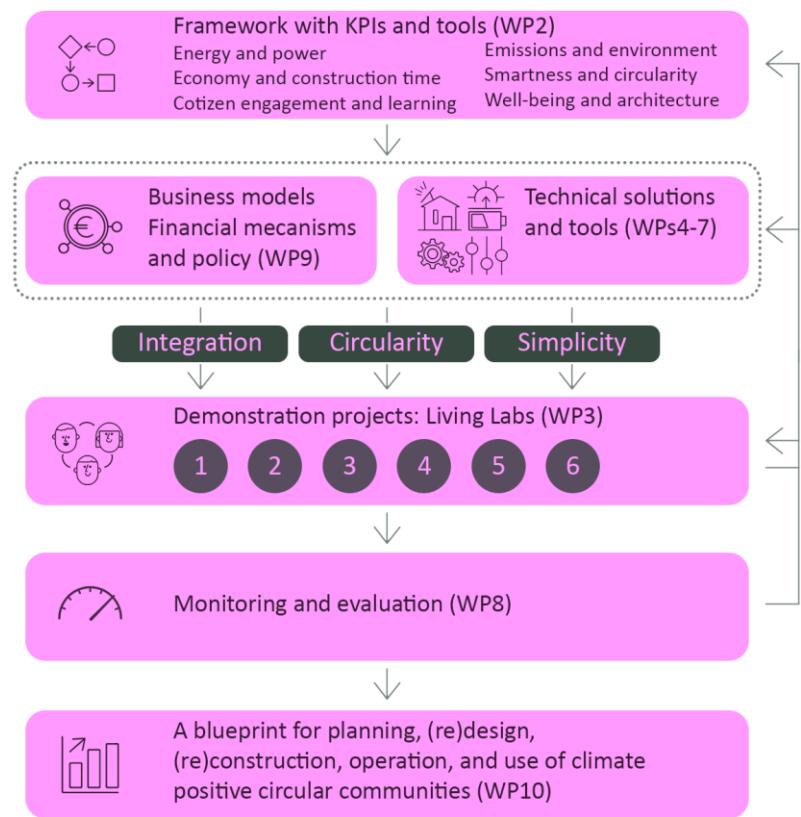 Framework with KPIs and tools (WP2)
Energy and power
Economy and construction time
Cotizen engagement and learning
Emissions and environment
Smartness and circularity
Well-being and architecture
€
Business models
Financial mecanisms
and policy (WP9)
Technical solutions
and tools (WPs4-7)
Integration
Circularity
Simplicity
Demonstration projects: Living Labs (WP3)
1 2 3 4 5 6
Monitoring and evaluation (WP8)
A blueprint for planning, (re)design,
(re)construction, operation, and use of climate
positive circular communities (WP10)